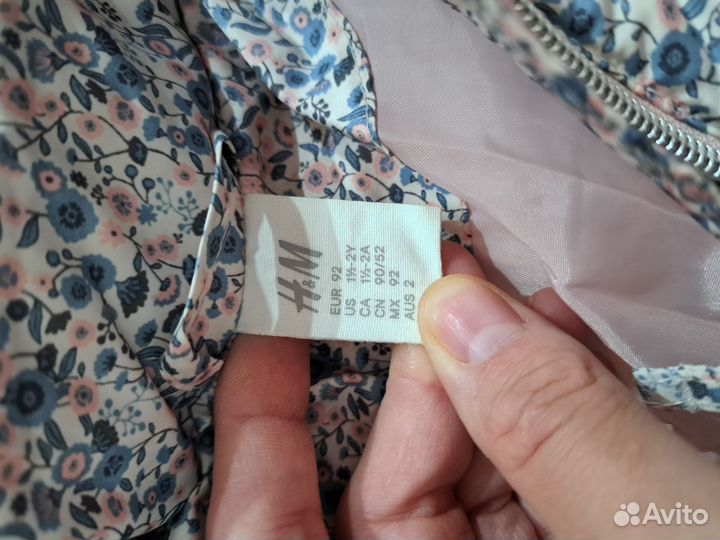 H&M
EUR 92
US 1½-2Y
CA 1½-2A
CN 90/52
MX 92
AUS 2
Avito